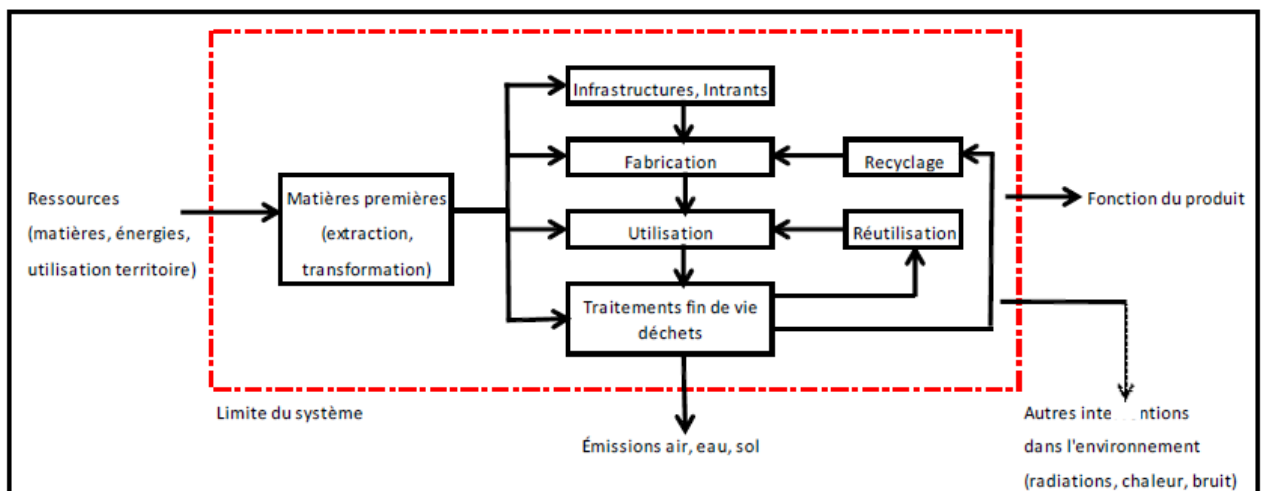 Infrastructures, Intrants
Fabrication
Recyclage
Ressources
(matières, énergies,
utilisation territoire)
Matières premières
(extraction,
transformation)
Fonction du produit
Utilisation
Réutilisation
Traitements fin de vie
déchets
Limite du système
Émissions air, eau, sol
Autres
dans l'environnement
(radiations, chaleur, bruit)